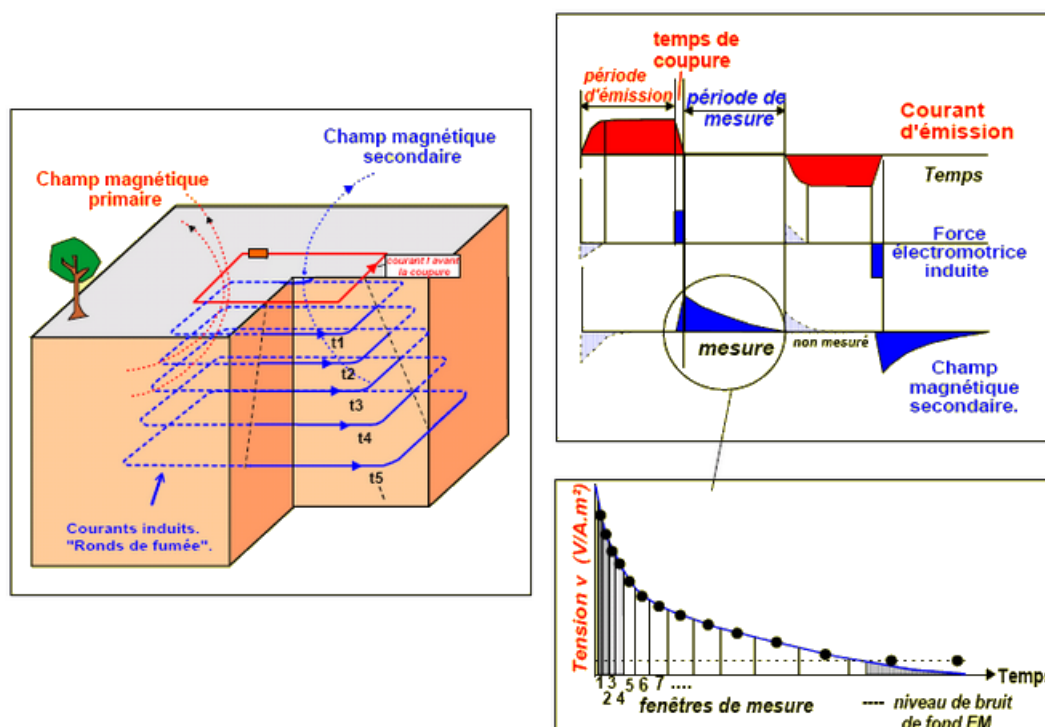 Champ magnétique
secondaire
Champ magnétique
primaire
courant I avant
la coupure
t1
t2
t3
t4
t5
Courants induits.
"Ronds de fumée".
temps de
coupure
période
d'émission
période de
mesure
Courant
d'émission
Temps
Force
électromotrice
induite
mesure
non mesuré
Champ
magnétique
secondaire.
Tension v (V/A.m²)
1 3 5 6 7 ....
2 4
fenêtres de mesure
Temps
---- niveau de bruit
de fond EM